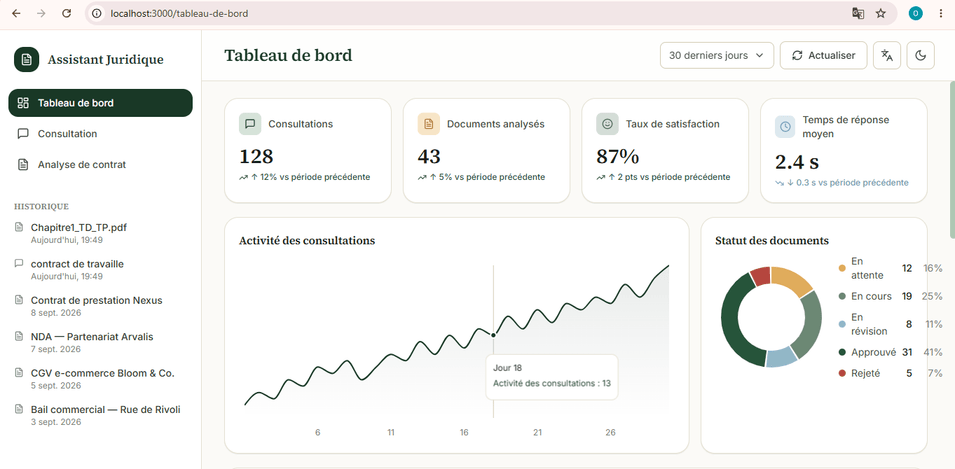 localhost:3000/tableau-de-bord
O
Assistant Juridique
Tableau de bord
Consultation
Analyse de contrat
HISTORIQUE
Chapitre1_TD_TP.pdf
Aujourd'hui, 19:49
contract de travaille
Aujourd'hui, 19:49
Contrat de prestation Nexus
8 sept. 2026
NDA — Partenariat Arvalis
7 sept. 2026
CGV e-commerce Bloom & Co.
5 sept. 2026
Bail commercial — Rue de Rivoli
3 sept. 2026
Tableau de bord
30 derniers jours
Actualiser
Consultations
128
↑ 12% vs période précédente
Documents analysés
43
↑ 5% vs période précédente
Taux de satisfaction
87%
↑ 2 pts vs période précédente
Temps de réponse
moyen
2.4 s
↓ 0.3 s vs période précédente
Activité des consultations
Jour 18
Activité des consultations : 13
6 11 16 21 26
Statut des documents
En
attente 12 16%
En cours 19 25%
En
révision 8 11%
Approuvé 31 41%
Rejeté 5 7%